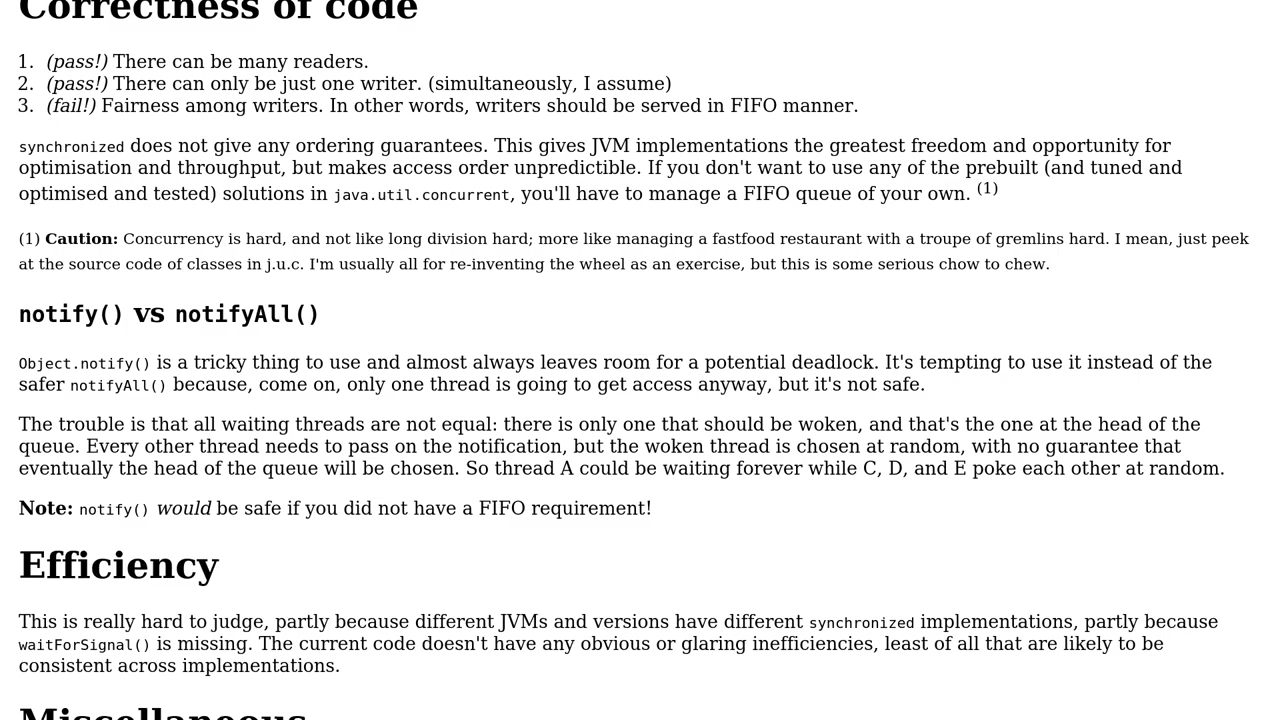 Correctness of code
1. (pass!) There can be many readers.
2. (pass!) There can only be just one writer. (simultaneously, I assume)
3. (fail!) Fairness among writers. In other words, writers should be served in FIFO manner.
synchronized does not give any ordering guarantees. This gives JVM implementations the greatest freedom and opportunity for
optimisation and throughput, but makes access order unpredictible. If you don't want to use any of the prebuilt (and tuned and
optimised and tested) solutions in java.util.concurrent, you'll have to manage a FIFO queue of your own. (1)
(1) Caution: Concurrency is hard, and not like long division hard; more like managing a fastfood restaurant with a troupe of gremlins hard. I mean, just peek
at the source code of classes in j.u.c. I'm usually all for re-inventing the wheel as an exercise, but this is some serious chow to chew.
notify() vs notifyAll()
Object.notify() is a tricky thing to use and almost always leaves room for a potential deadlock. It's tempting to use it instead of the
safer notifyAll() because, come on, only one thread is going to get access anyway, but it's not safe.
The trouble is that all waiting threads are not equal: there is only one that should be woken, and that's the one at the head of the
queue. Every other thread needs to pass on the notification, but the woken thread is chosen at random, with no guarantee that
eventually the head of the queue will be chosen. So thread A could be waiting forever while C, D, and E poke each other at random.
Note: notify() would be safe if you did not have a FIFO requirement!
Efficiency
This is really hard to judge, partly because different JVMs and versions have different synchronized implementations, partly because
waitForSignal() is missing. The current code doesn't have any obvious or glaring inefficiencies, least of all that are likely to be
consistent across implementations.
Miscellaneous